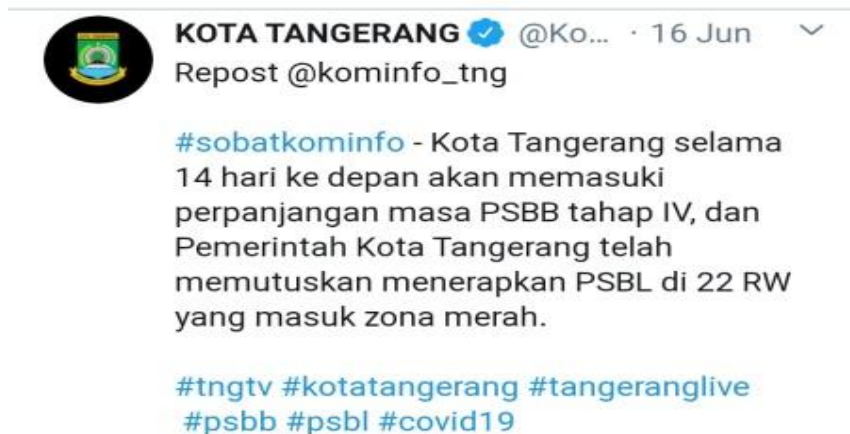 KOTA TANGERANG @Ko... · 16 Jun
Repost @kominfo_tng
#sobatkominfo - Kota Tangerang selama
14 hari ke depan akan memasuki
perpanjangan masa PSBB tahap IV, dan
Pemerintah Kota Tangerang telah
memutuskan menerapkan PSBL di 22 RW
yang masuk zona merah.
#tngtv #kotatangerang #tangeranglive
#psbb #psbl #covid19